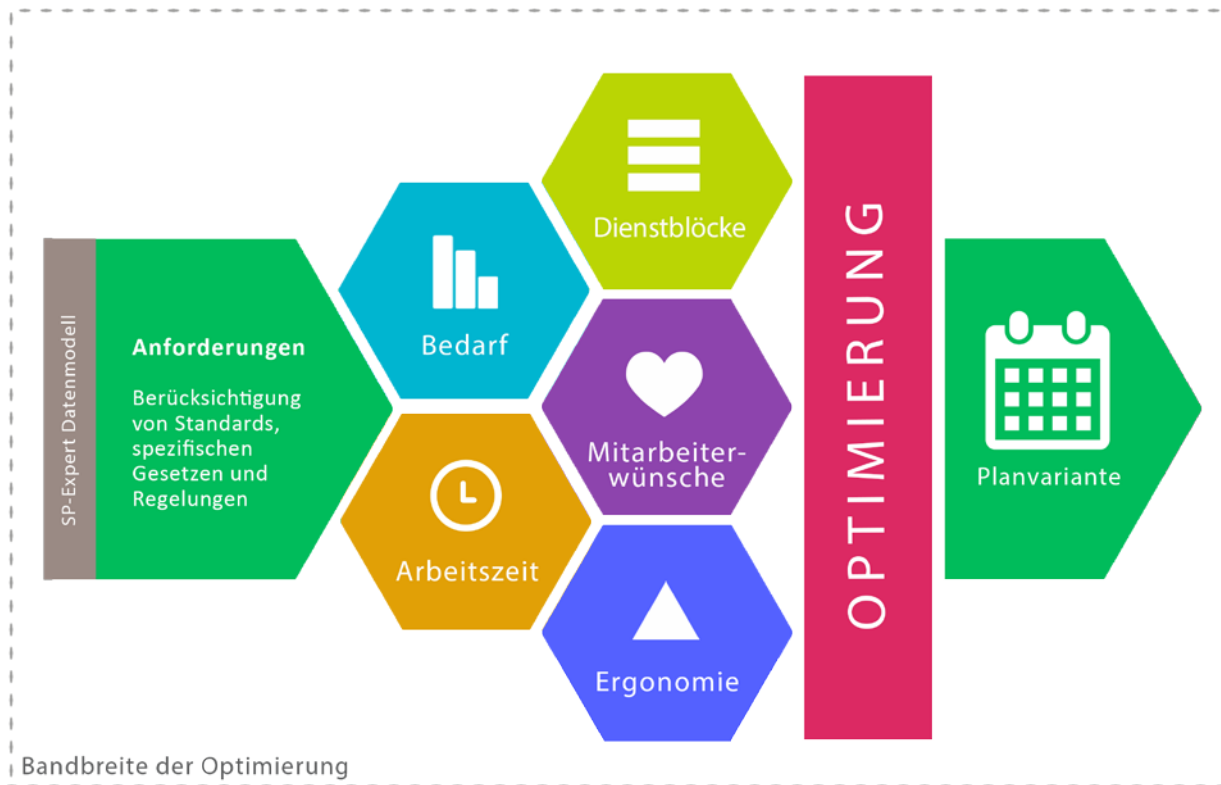 SP-Expert Datenmodell
Anforderungen
Berücksichtigung
von Standards,
spezifischen
Gesetzen und
Regelungen
Bedarf
Arbeitszeit
Dienstblöcke
Mitarbeiter-
wünsche
Ergonomie
OPTIMIERUNG
Planvariante
Bandbreite der Optimierung